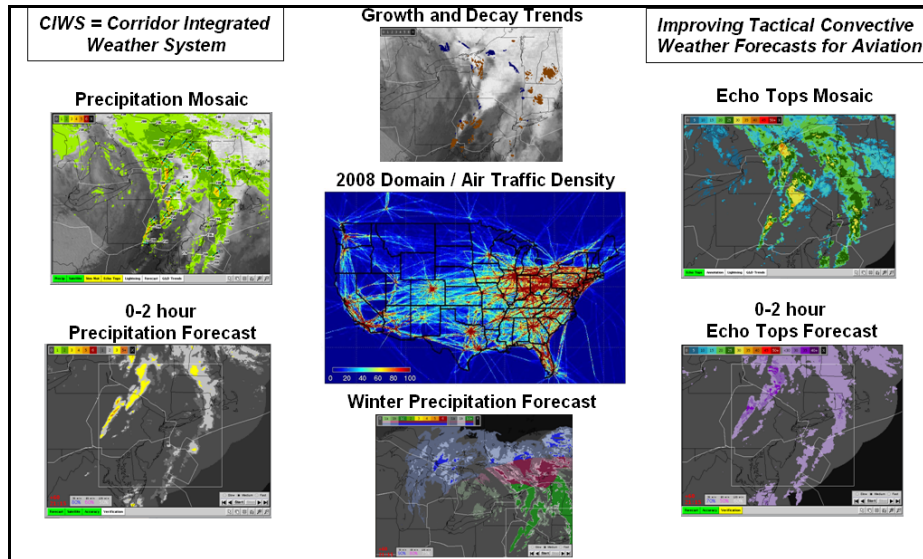 CIWS = Corridor Integrated
Weather System
Growth and Decay Trends
Improving Tactical Convective
Weather Forecasts for Aviation
Precipitation Mosaic
Echo Tops Mosaic
2008 Domain / Air Traffic Density
0 20 40 60 80 100
0-2 hour
Precipitation Forecast
0-2 hour
Echo Tops Forecast
Winter Precipitation Forecast